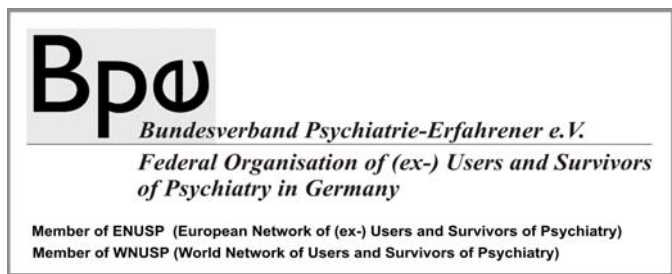 Bpe
Bundesverband Psychiatrie-Erfahrener e.V.
Federal Organisation of (ex-) Users and Survivors
of Psychiatry in Germany
Member of ENUSP (European Network of (ex-) Users and Survivors of Psychiatry)
Member of WNUSP (World Network of Users and Survivors of Psychiatry)